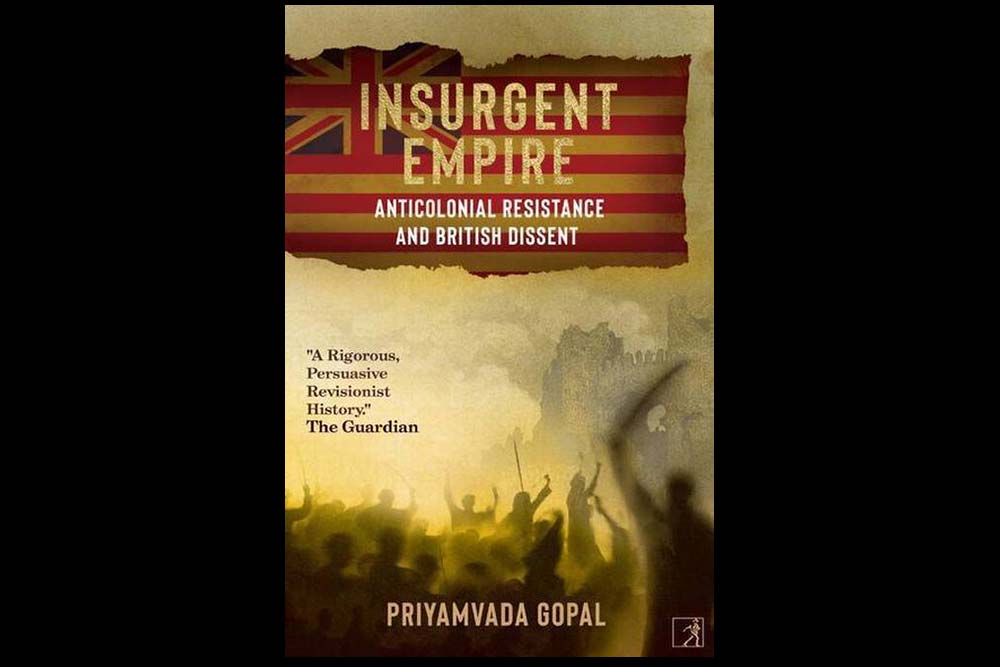 INSURGENT
EMPIRE
ANTICOLONIAL RESISTANCE
AND BRITISH DISSENT
"A Rigorous,
Persuasive
Revisionist
History."
The Guardian
PRIYAMVADA GOPAL